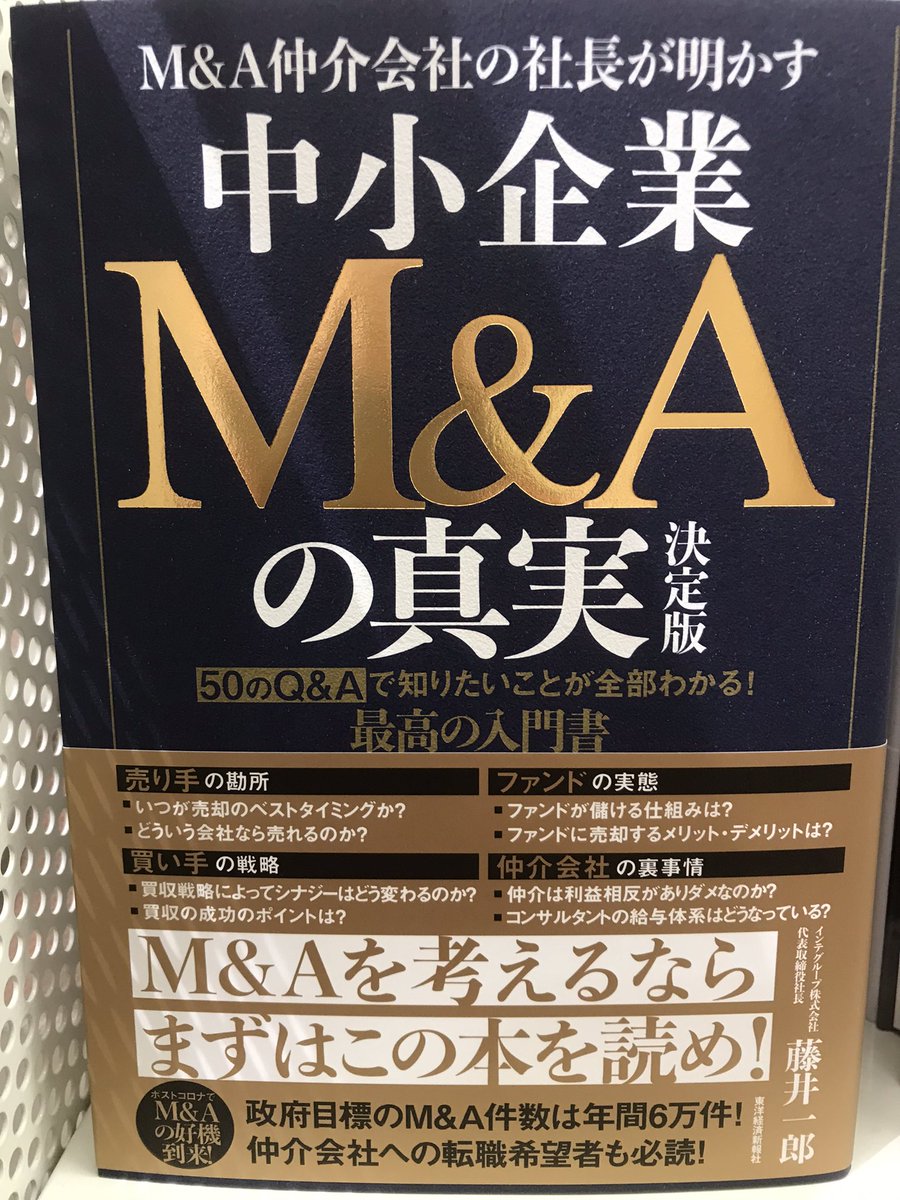 M&A仲介会社の社長が明かす
中小企業
M&A
の真実
決定版
50のQ&Aで知りたいことが全部わかる!
最高の入門書
売り手の勘所
■いつが売却のベストタイミングか?
■どういう会社なら売れるのか?
ファンドの実態
■ファンドが儲ける仕組みは?
■ファンドに売却するメリット・デメリットは?
買い手の戦略
■買収戦略によってシナジーはどう変わるのか?
■買収の成功のポイントは?
仲介会社の裏事情
■仲介は利益相反がありダメなのか?
■コンサルタントの給与体系はどうなっている?
M&Aを考えるなら
まずはこの本を読め!
インテグループ株式会社
代表取締役社長
藤井一郎
東洋経済新報社
ポストコロナで
M&A
の好機
到来!
政府目標のM&A件数は年間6万件!
仲介会社への転職希望者も必読!